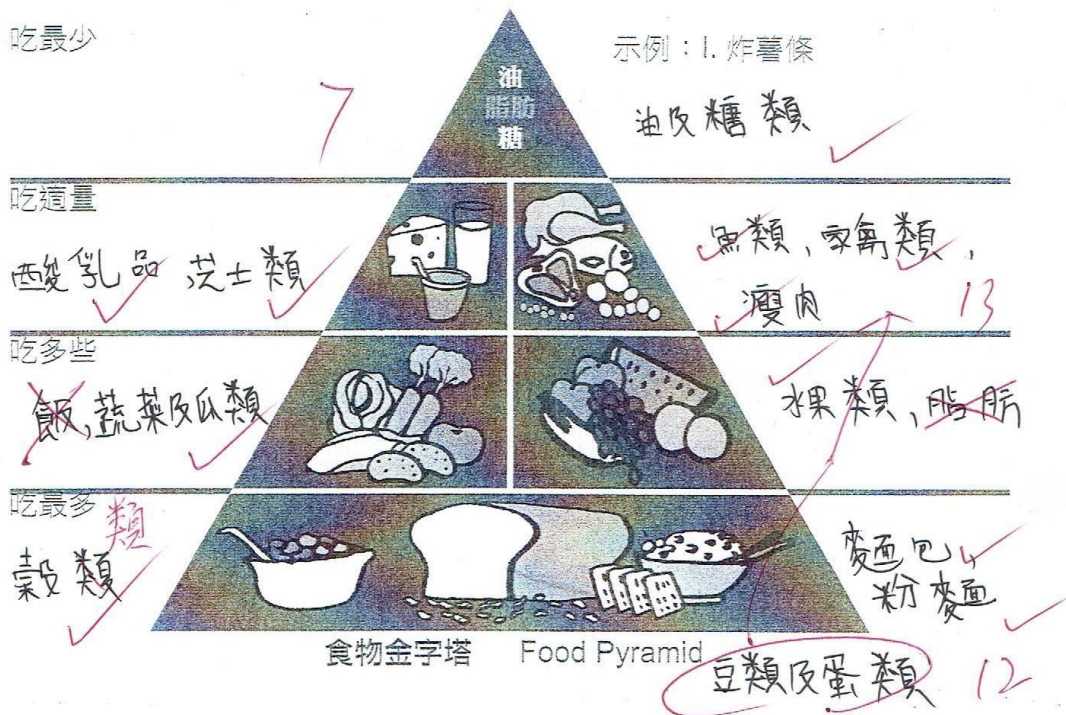 吃最少
示例：1. 炸薯條
油
脂肪
糖
7
油及糖類
吃適量
酸乳品、芝士類
魚類、家禽類、
瘦肉
13
吃多些
飯,蔬菜及瓜類
水果類、脂肪
吃最多
類
穀類
麵包,
粉麵
食物金字塔 Food Pyramid
豆類及蛋類
12